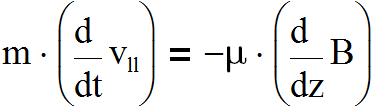 m · (d/dt v_ll) = −μ · (d/dz B)